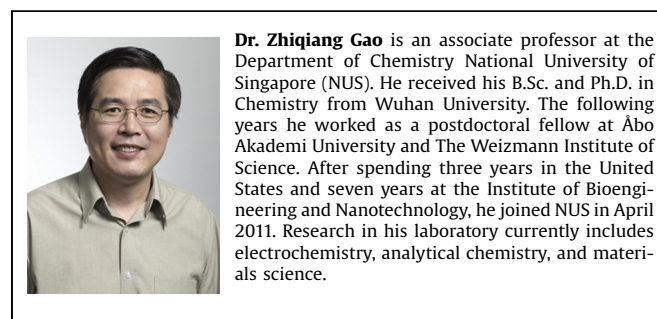 Dr. Zhiqiang Gao is an associate professor at the
Department of Chemistry National University of
Singapore (NUS). He received his B.Sc. and Ph.D. in
Chemistry from Wuhan University. The following
years he worked as a postdoctoral fellow at Åbo
Akademi University and The Weizmann Institute of
Science. After spending three years in the United
States and seven years at the Institute of Bioengi-
neering and Nanotechnology, he joined NUS in April
2011. Research in his laboratory currently includes
electrochemistry, analytical chemistry, and materi-
als science.